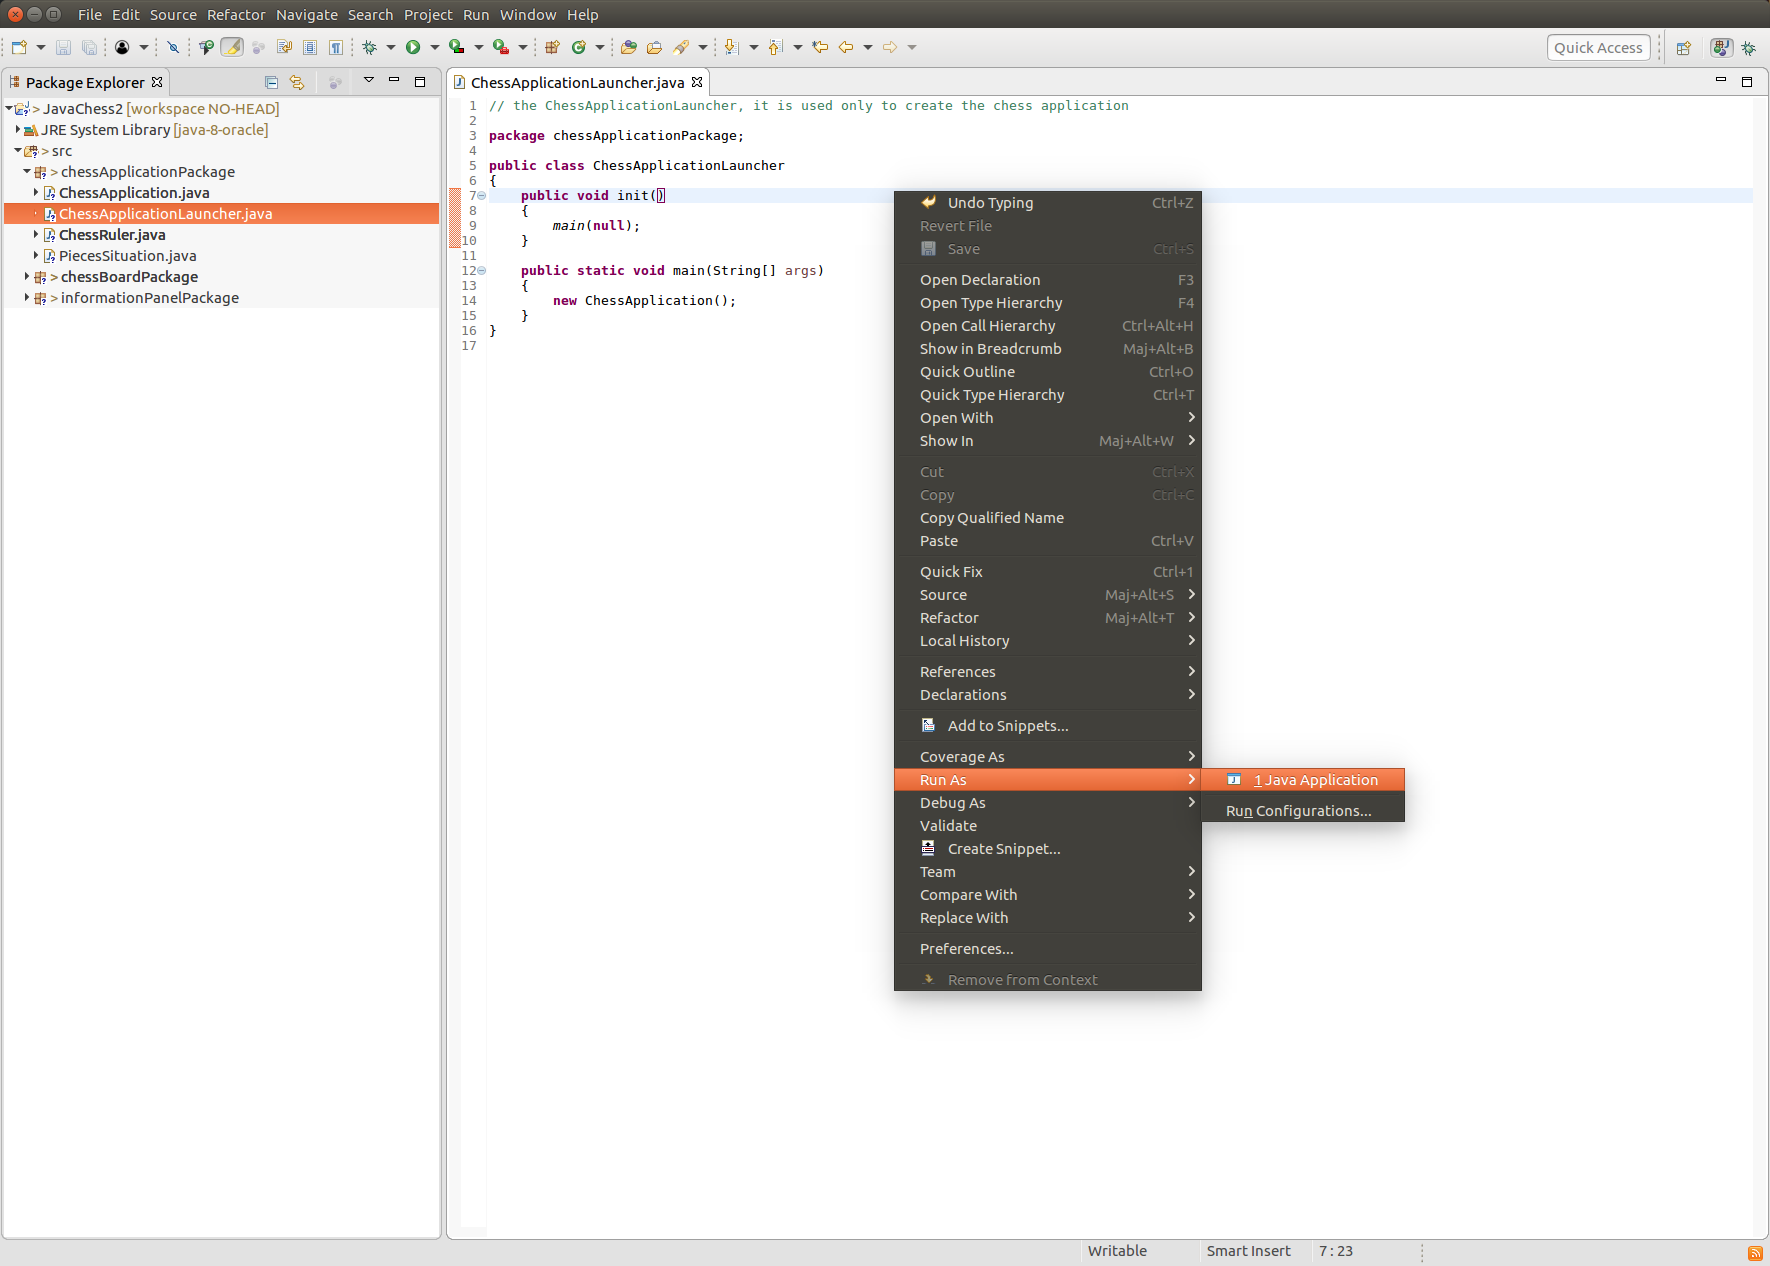 File Edit Source Refactor Navigate Search Project Run Window Help
Quick Access
Package Explorer
> JavaChess2 [workspace NO-HEAD]
JRE System Library [java-8-oracle]
> src
> chessApplicationPackage
ChessApplication.java
ChessApplicationLauncher.java
ChessRuler.java
PiecesSituation.java
> chessBoardPackage
> informationPanelPackage
ChessApplicationLauncher.java
1 // the ChessApplicationLauncher, it is used only to create the chess application
2
3 package chessApplicationPackage;
4
5 public class ChessApplicationLauncher
6 {
7 public void init()
8 {
9 main(null);
10 }
11
12 public static void main(String[] args)
13 {
14 new ChessApplication();
15 }
16 }
17
Undo Typing Ctrl+Z
Revert File
Save Ctrl+S
Open Declaration F3
Open Type Hierarchy F4
Open Call Hierarchy Ctrl+Alt+H
Show in Breadcrumb Maj+Alt+B
Quick Outline Ctrl+O
Quick Type Hierarchy Ctrl+T
Open With
Show In Maj+Alt+W
Cut Ctrl+X
Copy Ctrl+C
Copy Qualified Name
Paste Ctrl+V
Quick Fix Ctrl+1
Source Maj+Alt+S
Refactor Maj+Alt+T
Local History
References
Declarations
Add to Snippets...
Coverage As
Run As
Debug As
Validate
Create Snippet...
Team
Compare With
Replace With
Preferences...
Remove from Context
1 Java Application
Run Configurations...
Writable Smart Insert 7 : 23